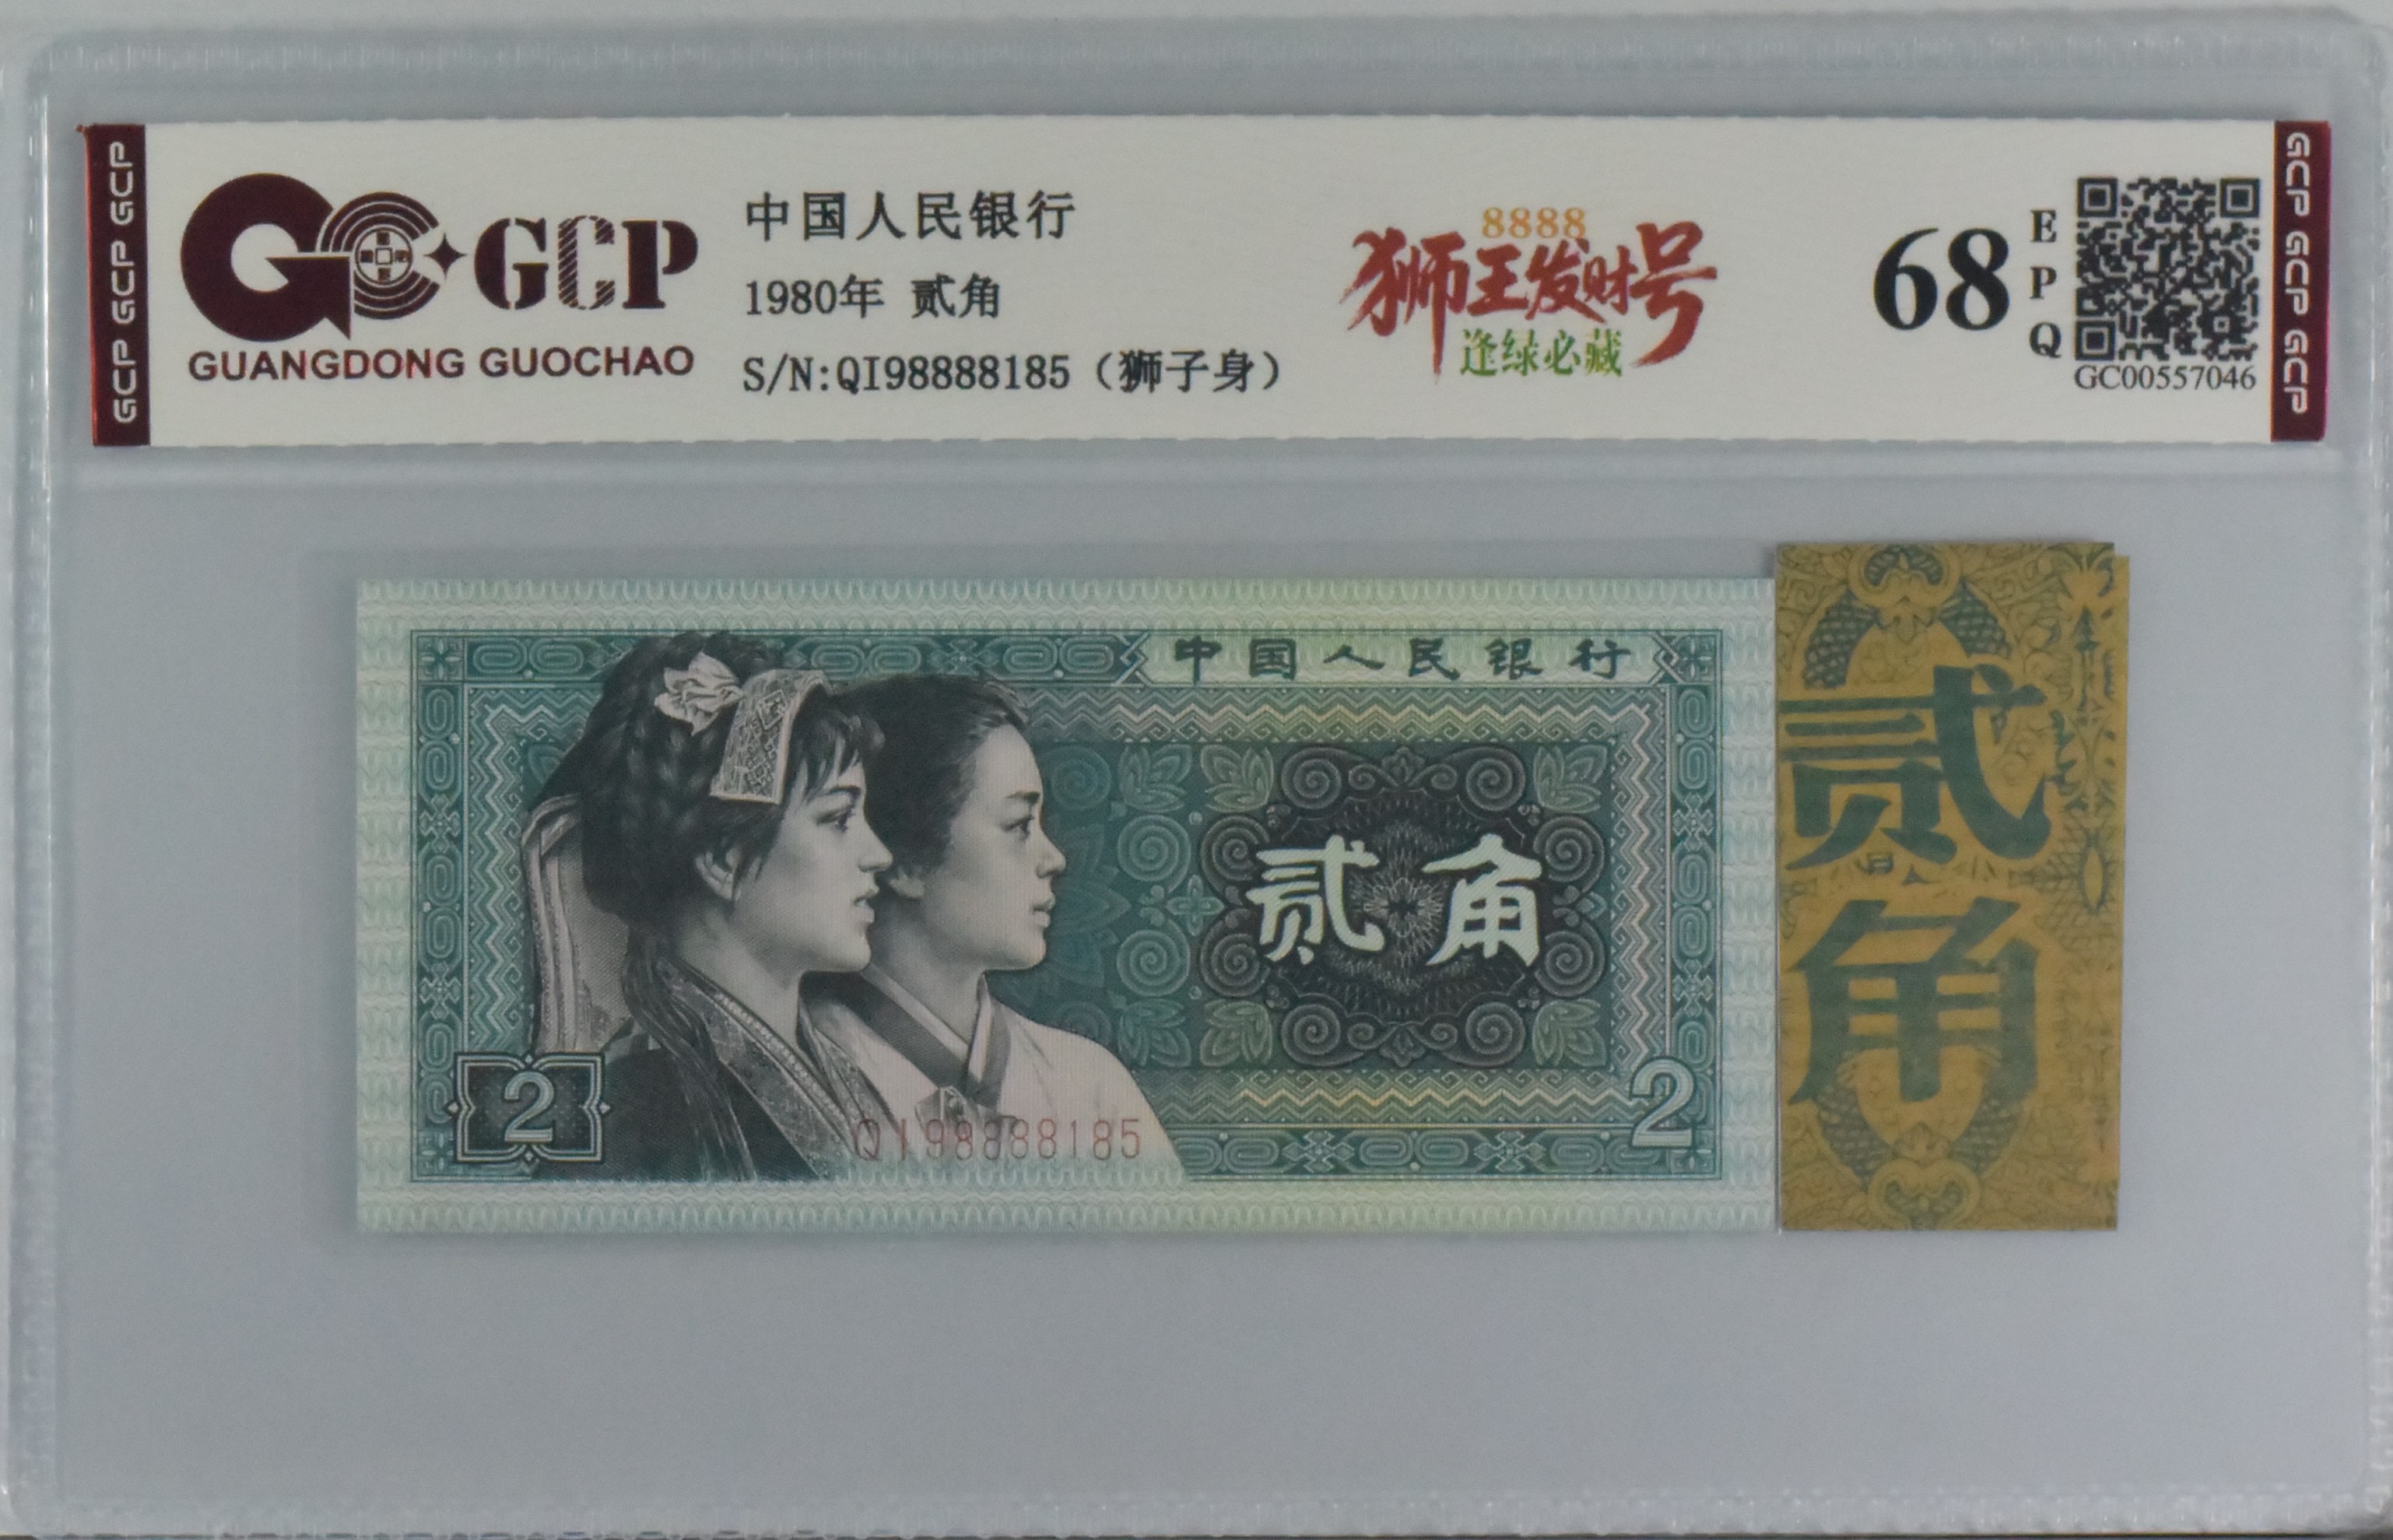 GCP GCP GCP
GCP
GUANGDONG GUOCHAO
中国人民银行
1980年 贰角
S/N:QI98888185（狮子身）
8888
狮王发财号
逢绿必藏
68
EPQ
GC00557046
GCP GCP GCP
中国人民银行
贰角
2
QI98888185
2
贰角